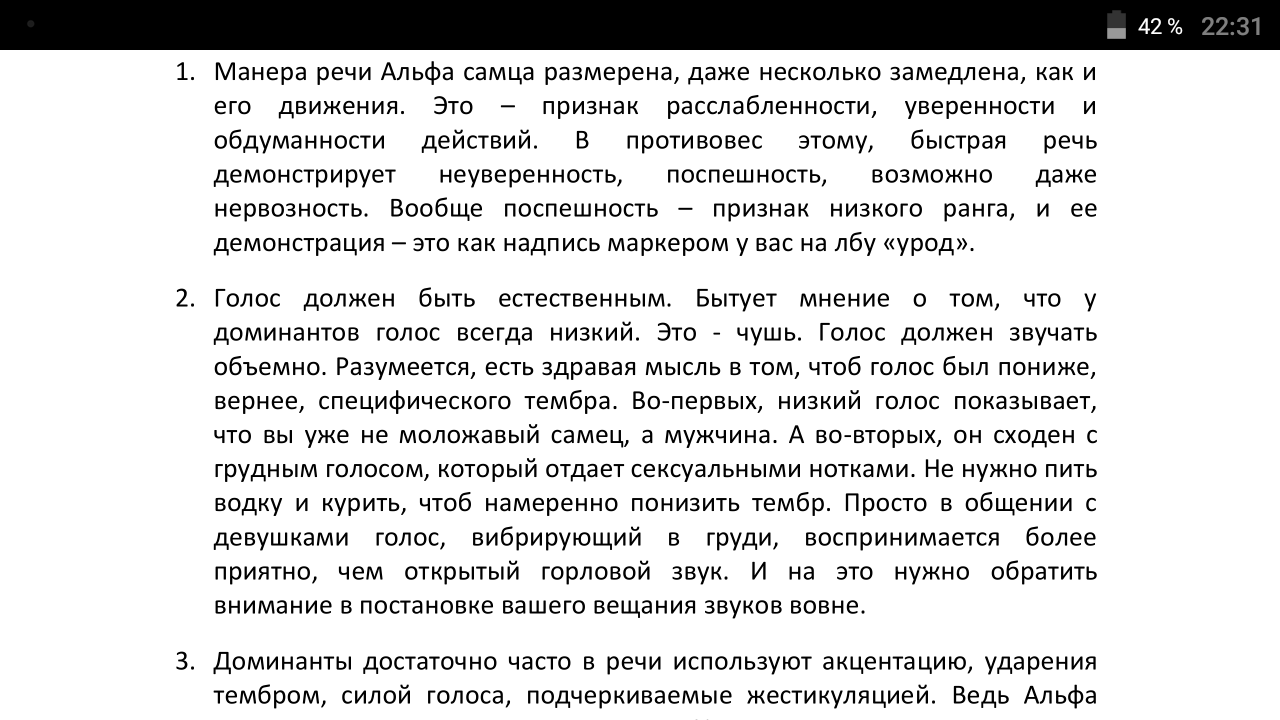 42 % 22:31
1. Манера речи Альфа самца размерена, даже несколько замедлена, как и
его движения. Это – признак расслабленности, уверенности и
обдуманности действий. В противовес этому, быстрая речь
демонстрирует неуверенность, поспешность, возможно даже
нервозность. Вообще поспешность – признак низкого ранга, и ее
демонстрация – это как надпись маркером у вас на лбу «урод».
2. Голос должен быть естественным. Бытует мнение о том, что у
доминантов голос всегда низкий. Это - чушь. Голос должен звучать
объемно. Разумеется, есть здравая мысль в том, чтоб голос был пониже,
вернее, специфического тембра. Во-первых, низкий голос показывает,
что вы уже не моложавый самец, а мужчина. А во-вторых, он сходен с
грудным голосом, который отдает сексуальными нотками. Не нужно пить
водку и курить, чтоб намеренно понизить тембр. Просто в общении с
девушками голос, вибрирующий в груди, воспринимается более
приятно, чем открытый горловой звук. И на это нужно обратить
внимание в постановке вашего вещания звуков вовне.
3. Доминанты достаточно часто в речи используют акцентацию, ударения
тембром, силой голоса, подчеркиваемые жестикуляцией. Ведь Альфа